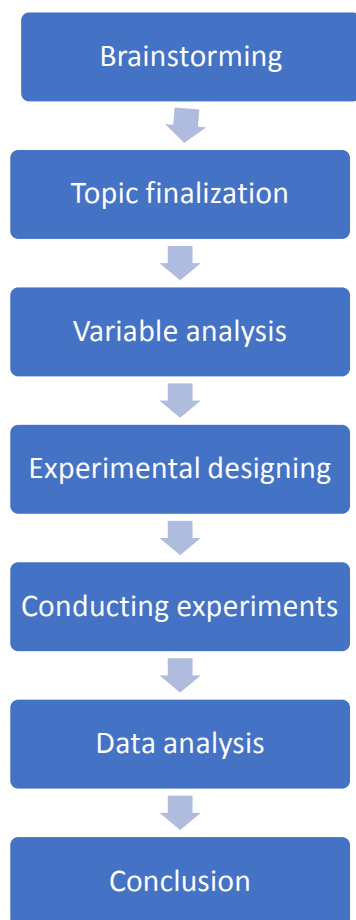 Brainstorming
Topic finalization
Variable analysis
Experimental designing
Conducting experiments
Data analysis
Conclusion